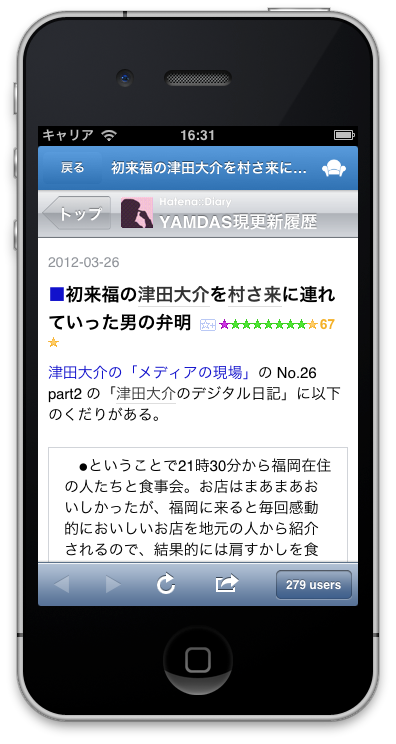 キャリア 16:31
戻る 初来福の津田大介を村さ来に...
トップ Hatena::Diary
YAMDAS現更新履歴
2012-03-26
■初来福の津田大介を村さ来に連れ
ていった男の弁明 ★★★★★★★★★★67
★
津田大介の「メディアの現場」の No.26
part2 の「津田大介のデジタル日記」に以下
のくだりがある。
●ということで21時30分から福岡在住
の人たちと食事会。お店はまあまあお
いしかったが、福岡に来ると毎回感動
的においしいお店を地元の人から紹介
されるので、結果的には肩すかしを食
279 users